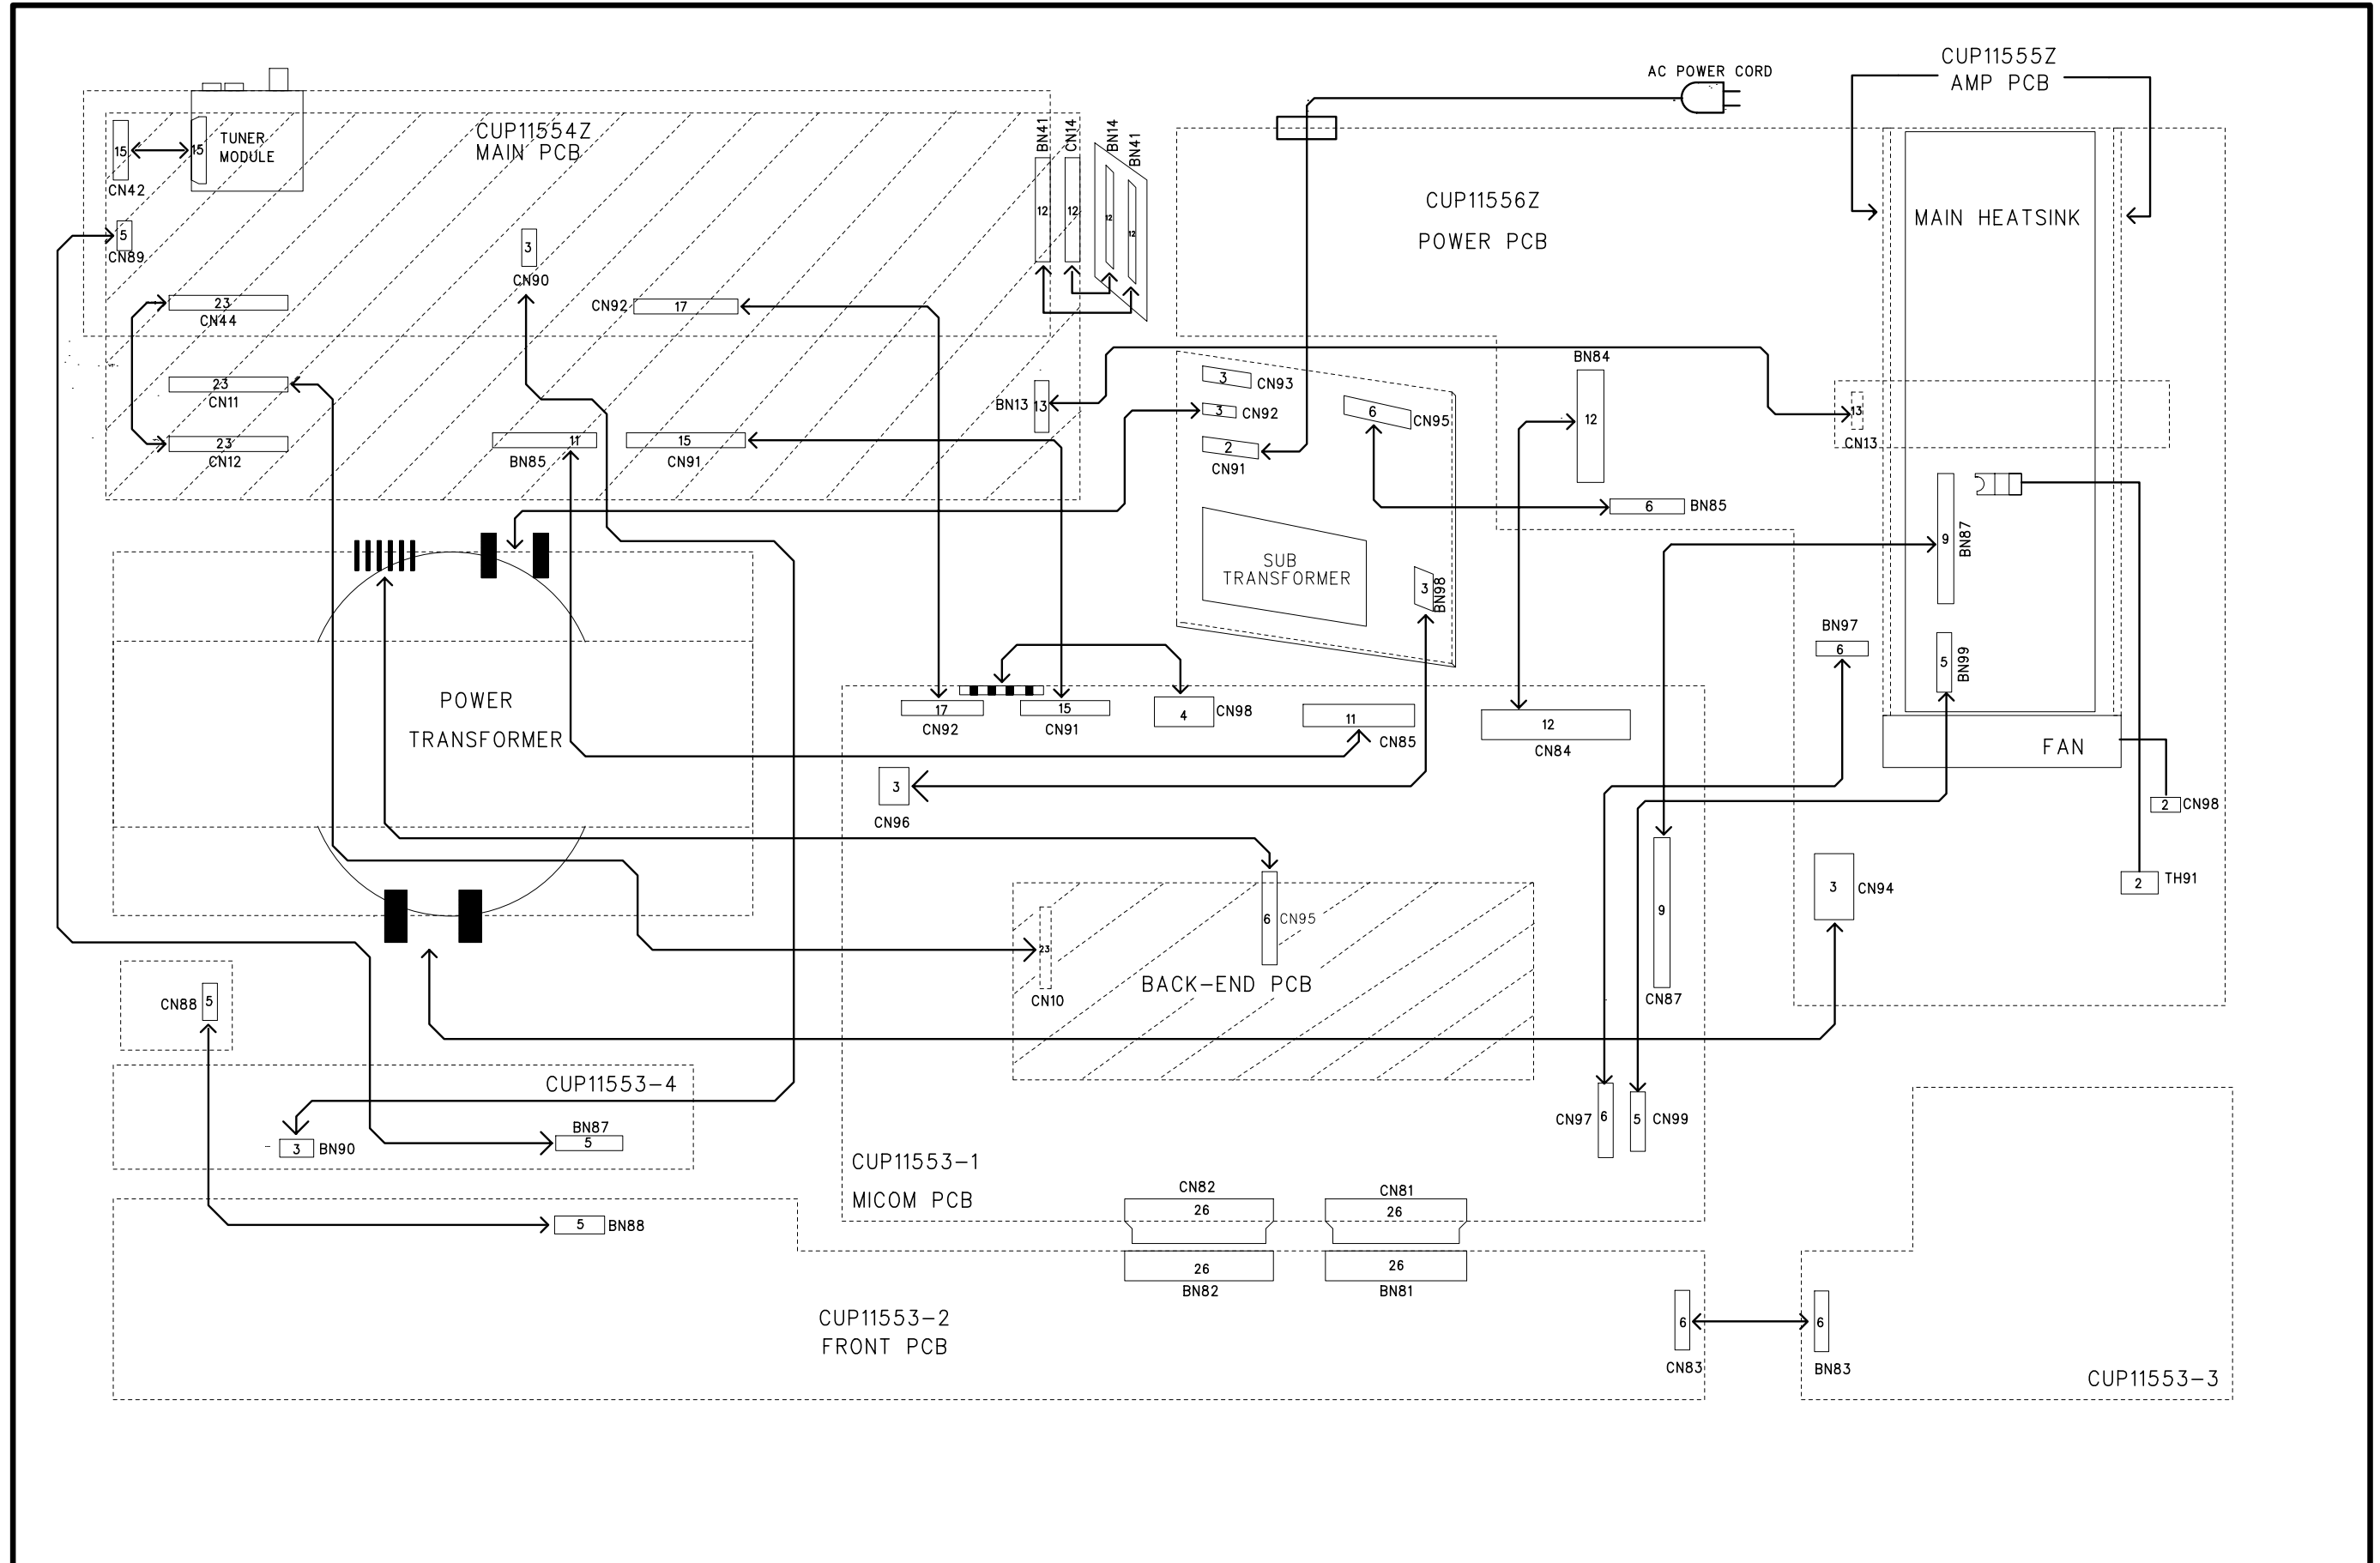 CUP11555Z
AMP PCB
AC POWER CORD
CUP11554Z
MAIN PCB
TUNER
MODULE
15
15
CN42
5
CN89
3
CN90
23
CN44
CN92
17
23
CN11
23
CN12
11
BN85
15
CN91
BN13
13
BN41
CN14
BN14
BN41
12
12
12
12
CUP11556Z
POWER PCB
MAIN HEATSINK
BN84
12
3
CN93
3
CN92
2
CN91
6
CN95
6
BN85
13
CN13
SUB
TRANSFORMER
3
BN98
9
BN87
5
BN99
BN97
6
FAN
2
CN98
2
TH91
3
CN94
POWER
TRANSFORMER
17
CN92
15
CN91
4
CN98
11
CN85
12
CN84
3
CN96
6
CN95
23
CN10
BACK-END PCB
9
CN87
CN88
5
CUP11553-4
BN87
5
3
BN90
CN97
6
5
CN99
CUP11553-1
MICOM PCB
CN82
26
CN81
26
5
BN88
26
BN82
26
BN81
CUP11553-2
FRONT PCB
6
CN83
6
BN83
CUP11553-3